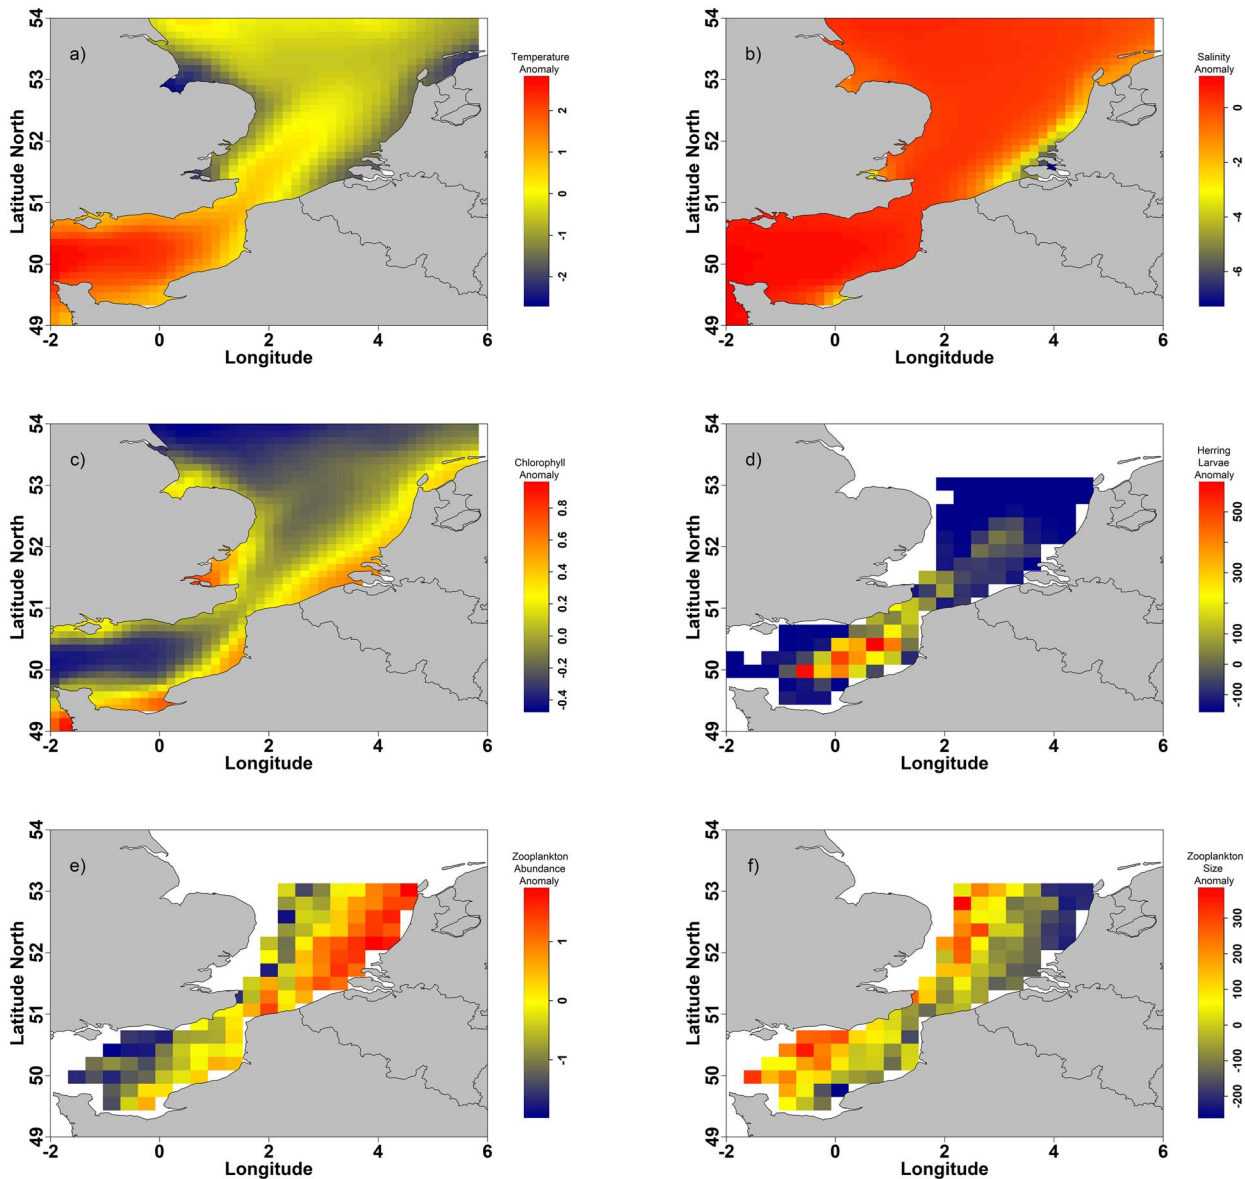 a)
Temperature
Anomaly
2
1
0
-1
-2
54
53
52
51
50
49
Latitude North
-2 0 2 4 6
Longitude
b)
Salinity
Anomaly
0
-2
-4
-6
54
53
52
51
50
49
Latitude North
-2 0 2 4 6
Longitdude
c)
Chlorophyll
Anomaly
0.8
0.6
0.4
0.2
0.0
-0.2
-0.4
54
53
52
51
50
49
Latitude North
-2 0 2 4 6
Longitude
d)
Herring
Larvae
Anomaly
500
400
300
200
100
0
-100
54
53
52
51
50
49
Latitude North
-2 0 2 4 6
Longitude
e)
Zooplankton
Abundance
Anomaly
1
0
-1
54
53
52
51
50
49
Latitude North
-2 0 2 4 6
Longitude
f)
Zooplankton
Size
Anomaly
300
200
100
0
-100
-200
54
53
52
51
50
49
Latitude North
-2 0 2 4 6
Longitude